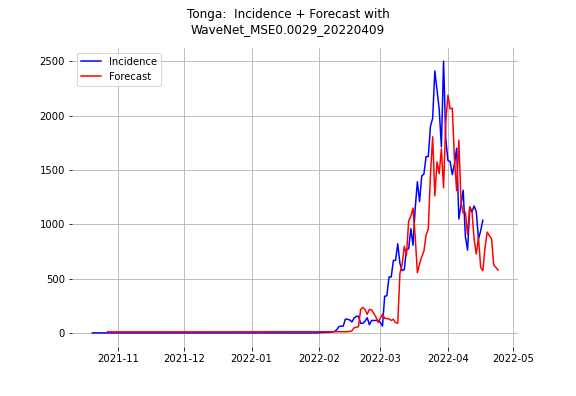 Tonga:  Incidence + Forecast with
WaveNet_MSE0.0029_20220409
Incidence
Forecast
2500
2000
1500
1000
500
0
2021-11 2021-12 2022-01 2022-02 2022-03 2022-04 2022-05